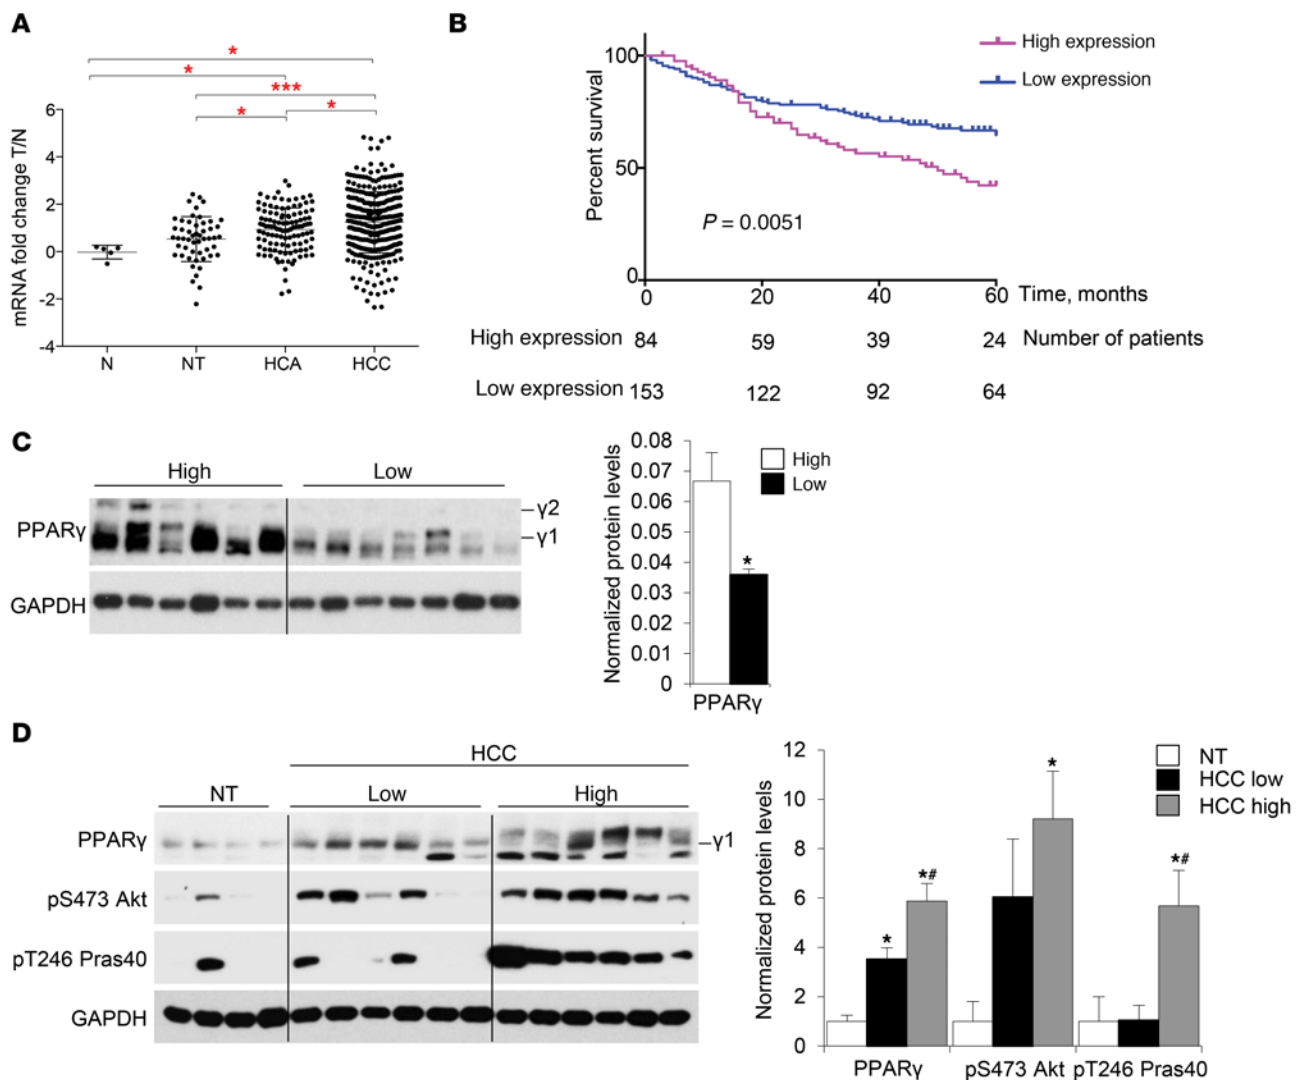 A
*
*
***
*
*
mRNA fold change T/N
6
4
2
0
-2
-4
N NT HCA HCC
B
High expression
Low expression
Percent survival
100
50
0
P = 0.0051
0 20 40 60 Time, months
High expression 84 59 39 24 Number of patients
Low expression 153 122 92 64
C
High Low
PPARγ
γ2
γ1
GAPDH
Normalized protein levels
0.08
0.07
0.06
0.05
0.04
0.03
0.02
0.01
0
High
Low
*
PPARγ
D
HCC
NT Low High
PPARγ
γ1
pS473 Akt
pT246 Pras40
GAPDH
Normalized protein levels
12
10
8
6
4
2
0
NT
HCC low
HCC high
*
*#
*
*#
PPARγ pS473 Akt pT246 Pras40